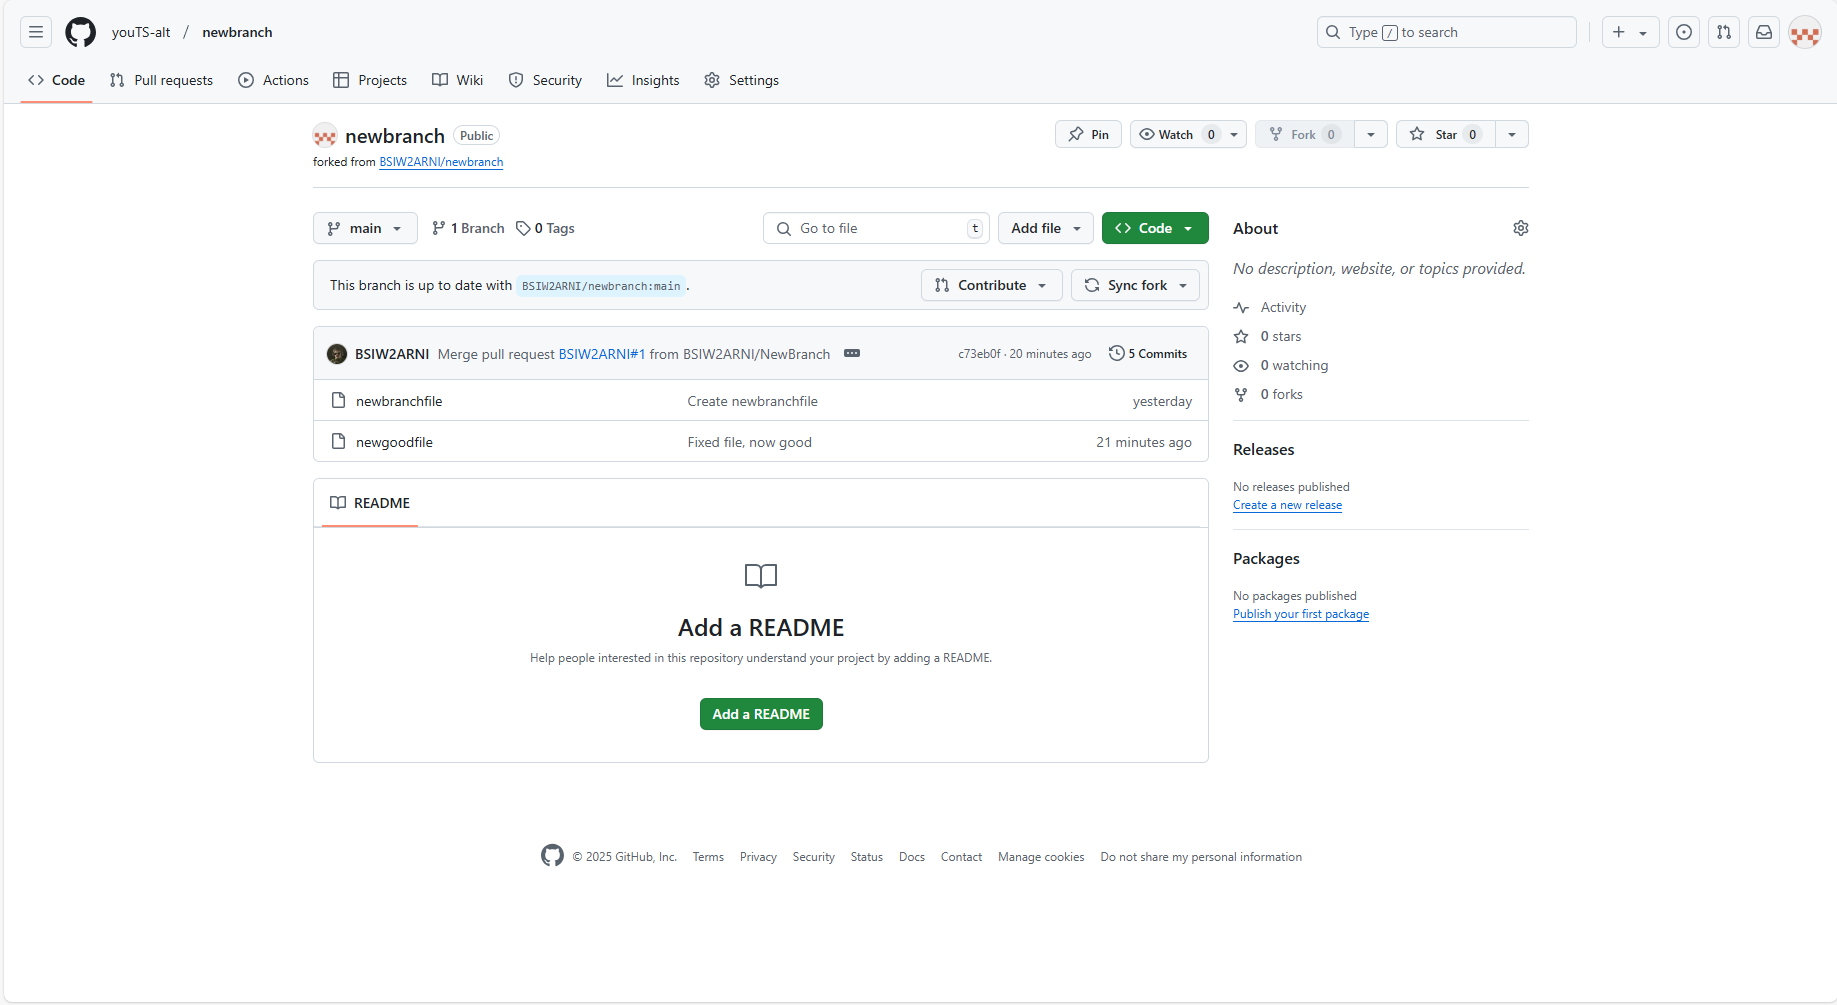 youTS-alt / newbranch
Type / to search
Code Pull requests Actions Projects Wiki Security Insights Settings
newbranch Public
forked from BSIW2ARNI/newbranch
Pin Watch 0 Fork 0 Star 0
main 1 Branch 0 Tags
Go to file t Add file Code
This branch is up to date with BSIW2ARNI/newbranch:main .
Contribute Sync fork
BSIW2ARNI Merge pull request BSIW2ARNI#1 from BSIW2ARNI/NewBranch c73eb0f · 20 minutes ago 5 Commits
newbranchfile Create newbranchfile yesterday
newgoodfile Fixed file, now good 21 minutes ago
README
Add a README
Help people interested in this repository understand your project by adding a README.
Add a README
About
No description, website, or topics provided.
Activity
0 stars
0 watching
0 forks
Releases
No releases published
Create a new release
Packages
No packages published
Publish your first package
© 2025 GitHub, Inc. Terms Privacy Security Status Docs Contact Manage cookies Do not share my personal information